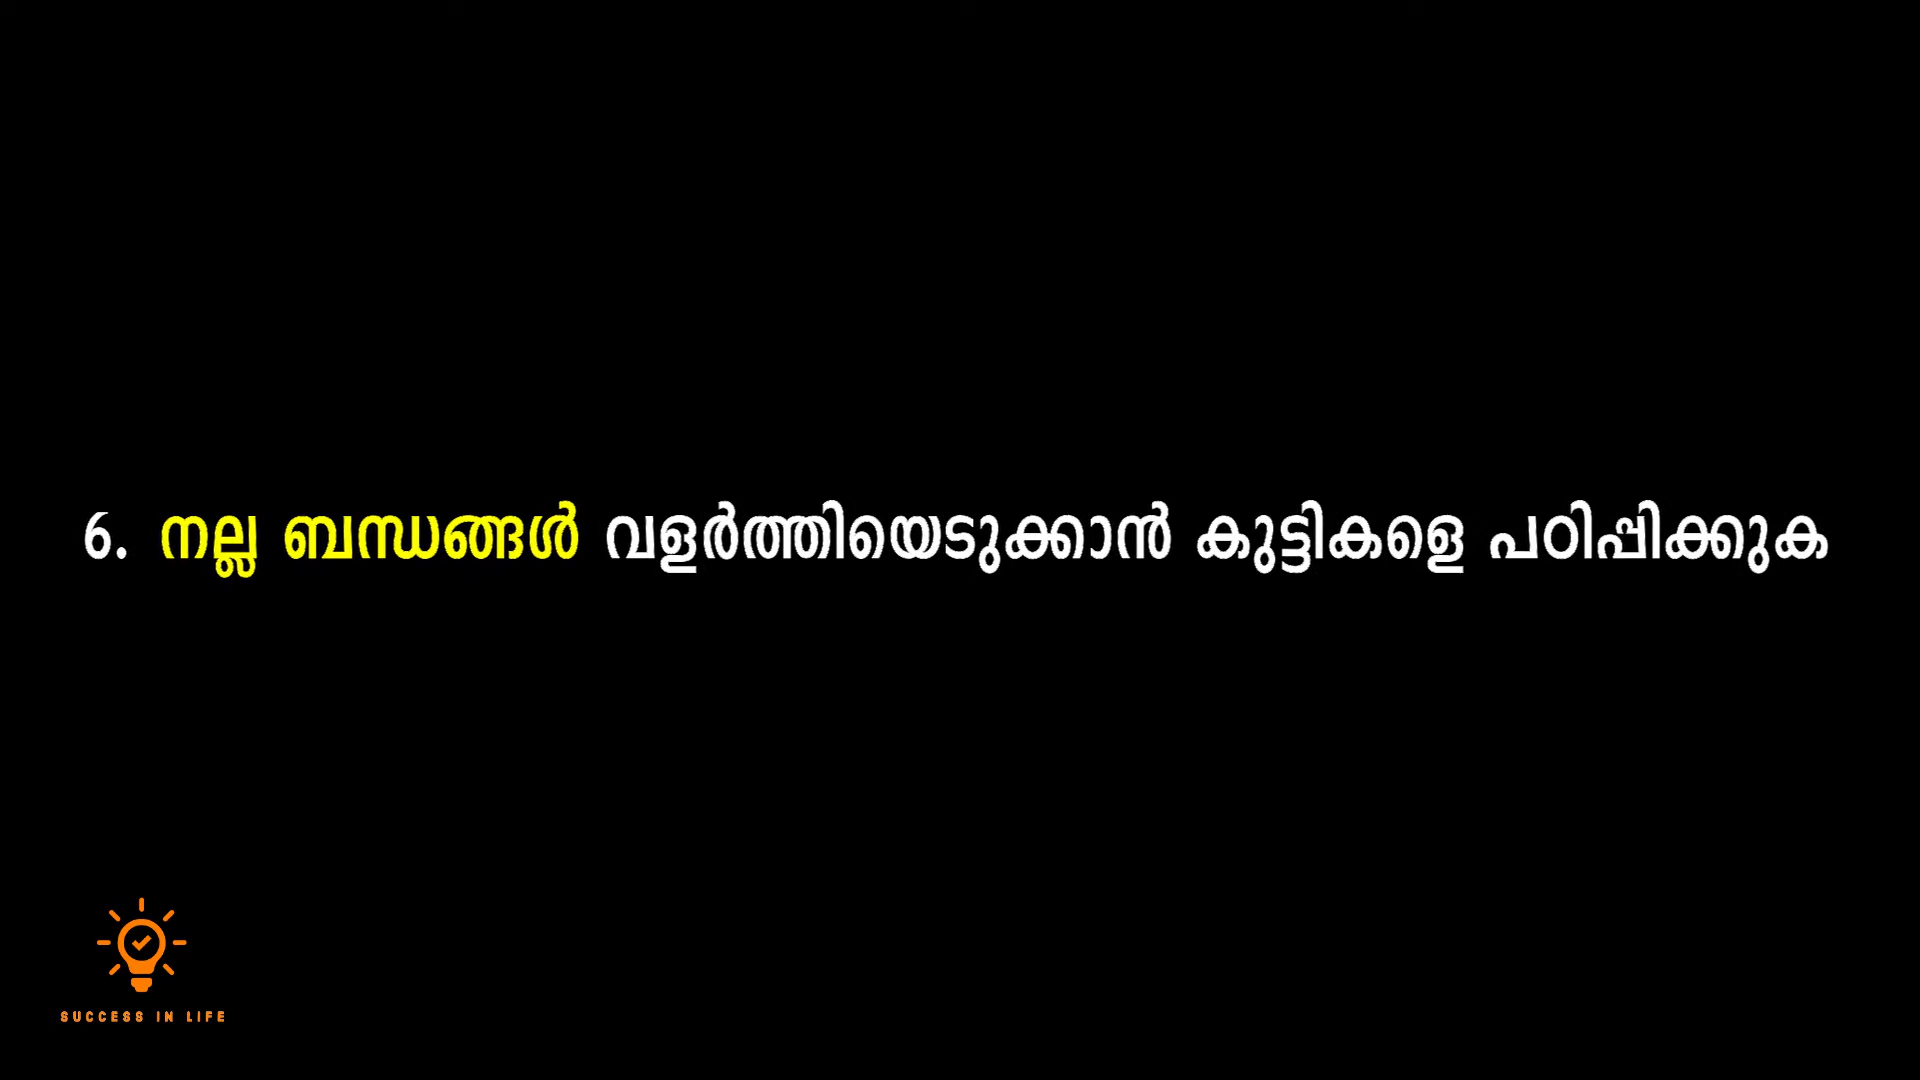 6. നല്ല ബന്ധങ്ങൾ വളർത്തിയെടുക്കാൻ കുട്ടികളെ പഠിപ്പിക്കുക
SUCCESS IN LIFE